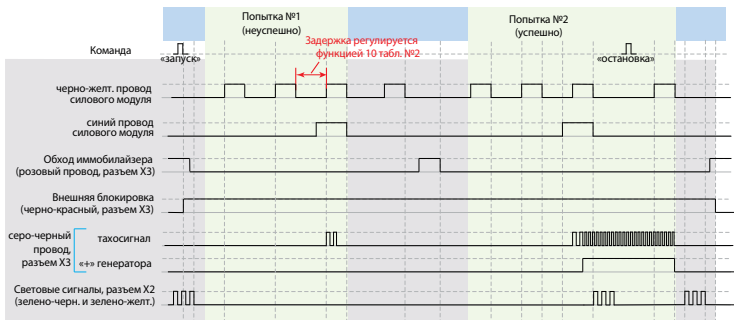 Попытка №1
(неуспешно)
Попытка №2
(успешно)
Задержка регулируется
функцией 10 табл. №2
Команда
«запуск»
«остановка»
черно-желт. провод
силового модуля
синий провод
силового модуля
Обход иммобилайзера
(розовый провод, разъем X3)
Внешняя блокировка
(черно-красный, разъем X3)
серо-черный
провод,
разъем X3
тахосигнал
«+» генератора
Световые сигналы, разъем X2
(зелено-черн. и зелено-желт.)